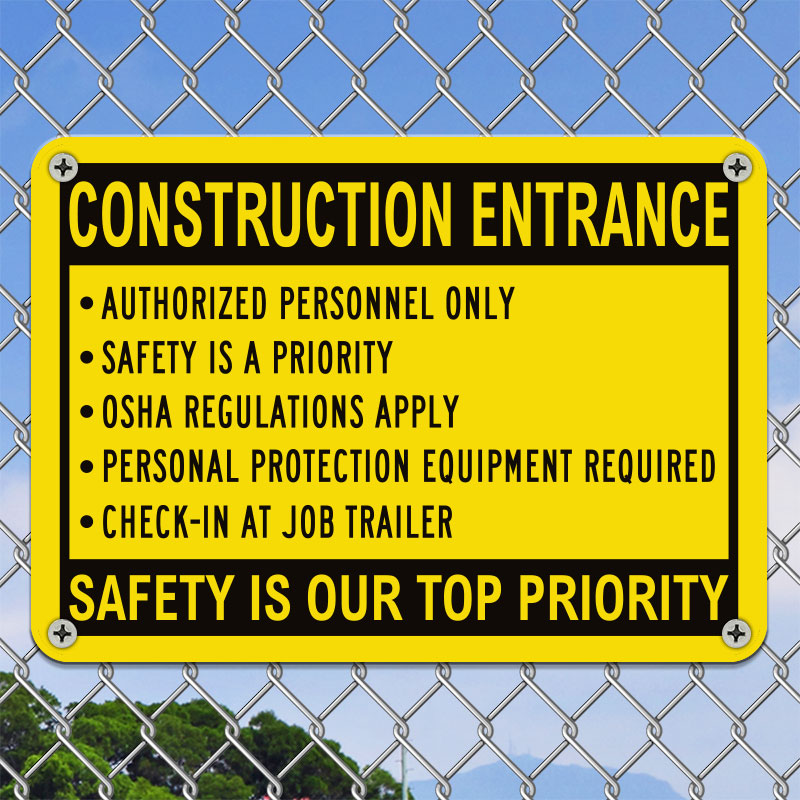 CONSTRUCTION ENTRANCE
• AUTHORIZED PERSONNEL ONLY
• SAFETY IS A PRIORITY
• OSHA REGULATIONS APPLY
• PERSONAL PROTECTION EQUIPMENT REQUIRED
• CHECK-IN AT JOB TRAILER
SAFETY IS OUR TOP PRIORITY